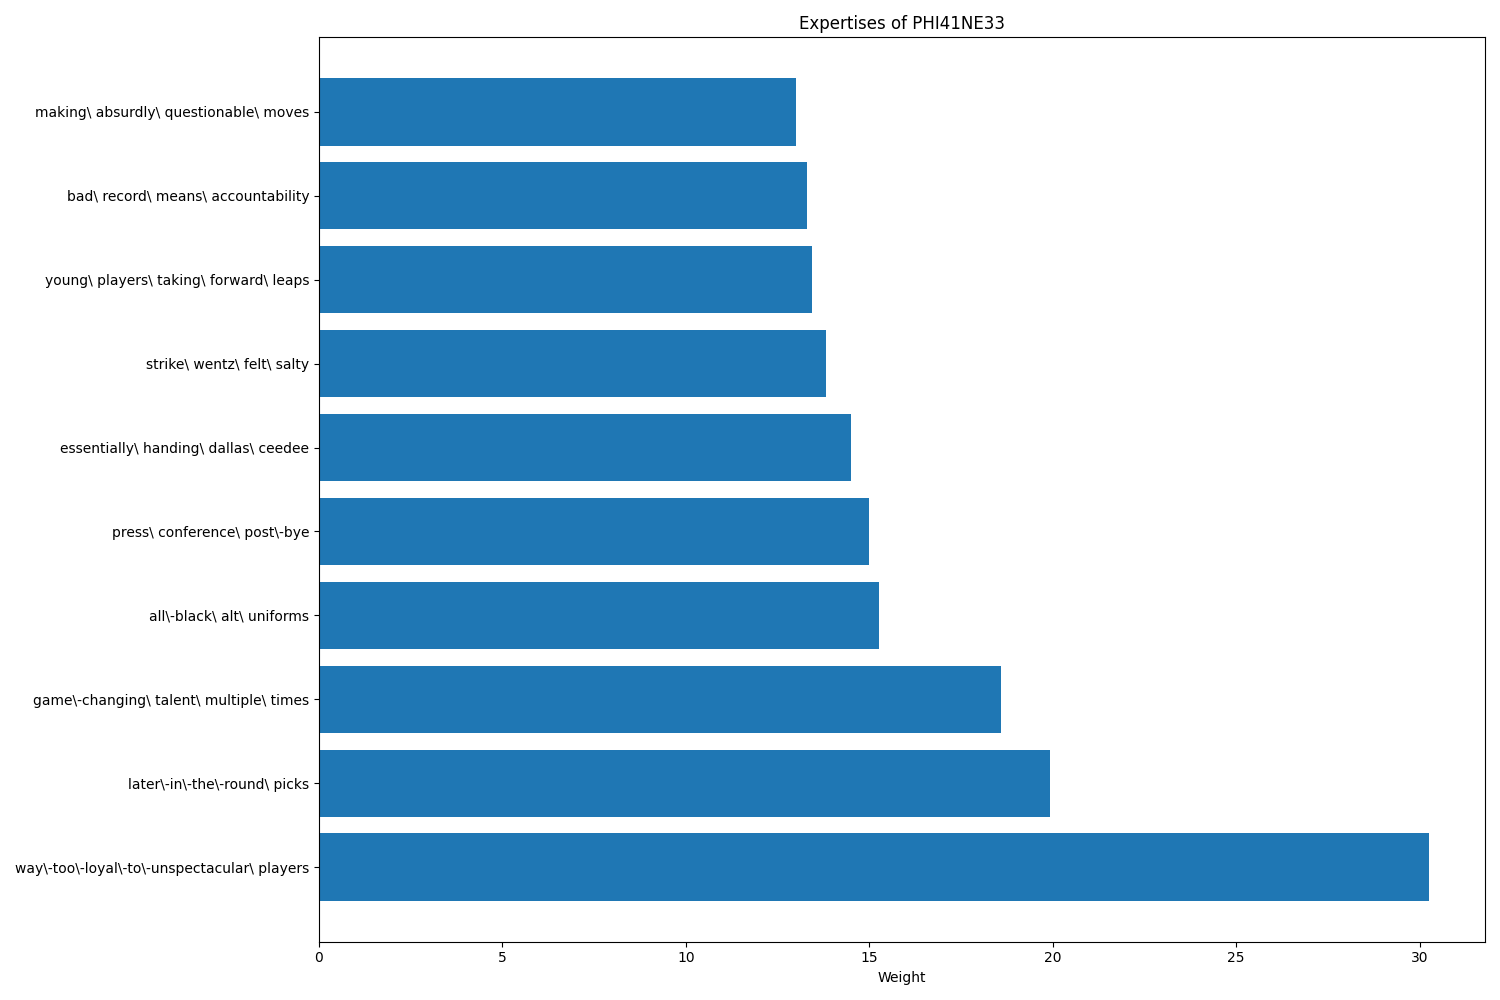 Expertises of PHI41NE33
making\ absurdly\ questionable\ moves
bad\ record\ means\ accountability
young\ players\ taking\ forward\ leaps
strike\ wentz\ felt\ salty
essentially\ handing\ dallas\ ceedee
press\ conference\ post\-bye
all\-black\ alt\ uniforms
game\-changing\ talent\ multiple\ times
later\-in\-the\-round\ picks
way\-too\-loyal\-to\-unspectacular\ players
0 5 10 15 20 25 30
Weight